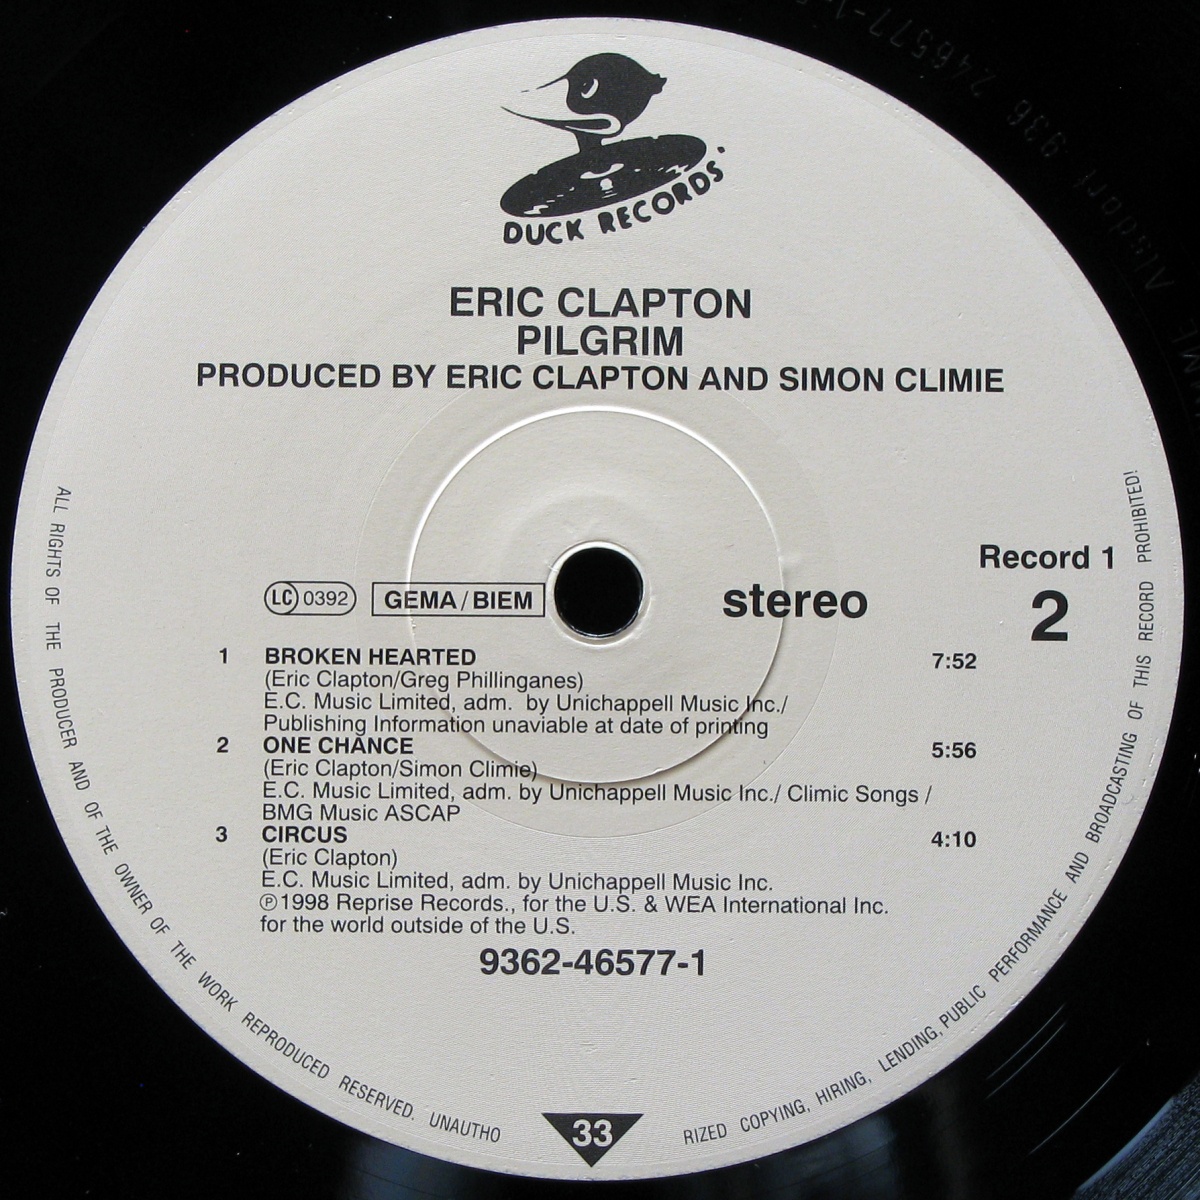 DUCK RECORDS
ERIC CLAPTON
PILGRIM
PRODUCED BY ERIC CLAPTON AND SIMON CLIMIE
Record 1
LC 0392 GEMA/BIEM stereo 2
1 BROKEN HEARTED 7:52
(Eric Clapton/Greg Phillinganes)
E.C. Music Limited, adm. by Unichappell Music Inc./
Publishing Information unaviable at date of printing
2 ONE CHANCE 5:56
(Eric Clapton/Simon Climie)
E.C. Music Limited, adm. by Unichappell Music Inc./ Climic Songs /
BMG Music ASCAP
3 CIRCUS 4:10
(Eric Clapton)
E.C. Music Limited, adm. by Unichappell Music Inc.
℗1998 Reprise Records., for the U.S. & WEA International Inc.
for the world outside of the U.S.
9362-46577-1
33
ALL RIGHTS OF THE PRODUCER AND OF THE OWNER OF THE WORK REPRODUCED RESERVED. UNAUTHO
RIZED COPYING, HIRING, LENDING, PUBLIC PERFORMANCE AND BROADCASTING OF THIS RECORD PROHIBITED!
Alsdorf 936 246577